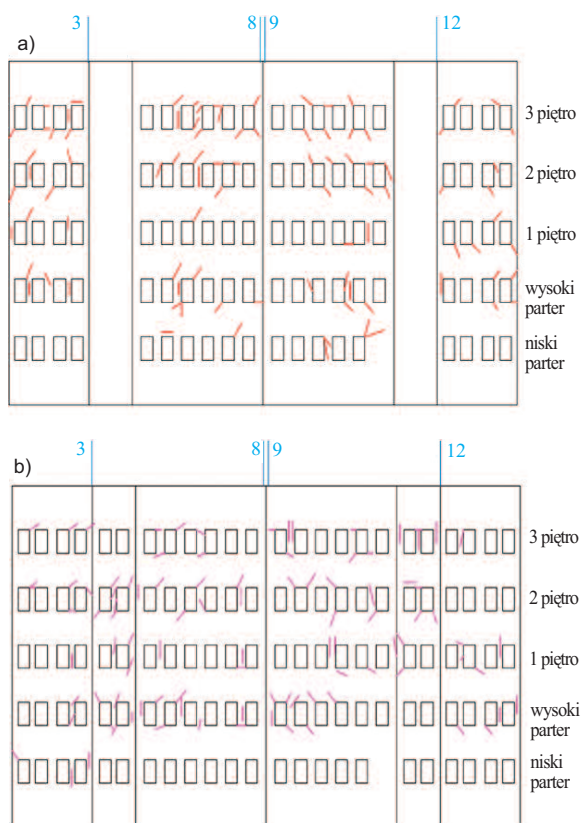 3
8
9
12
a)
3 piętro
2 piętro
1 piętro
wysoki
parter
niski
parter
3
8
9
12
b)
3 piętro
2 piętro
1 piętro
wysoki
parter
niski
parter